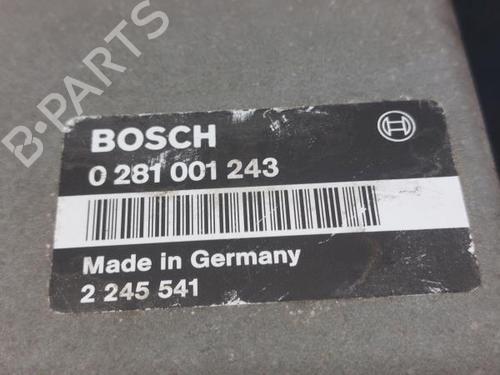 B-PARTS
BOSCH
0 281 001 243
Made in Germany
2 245 541